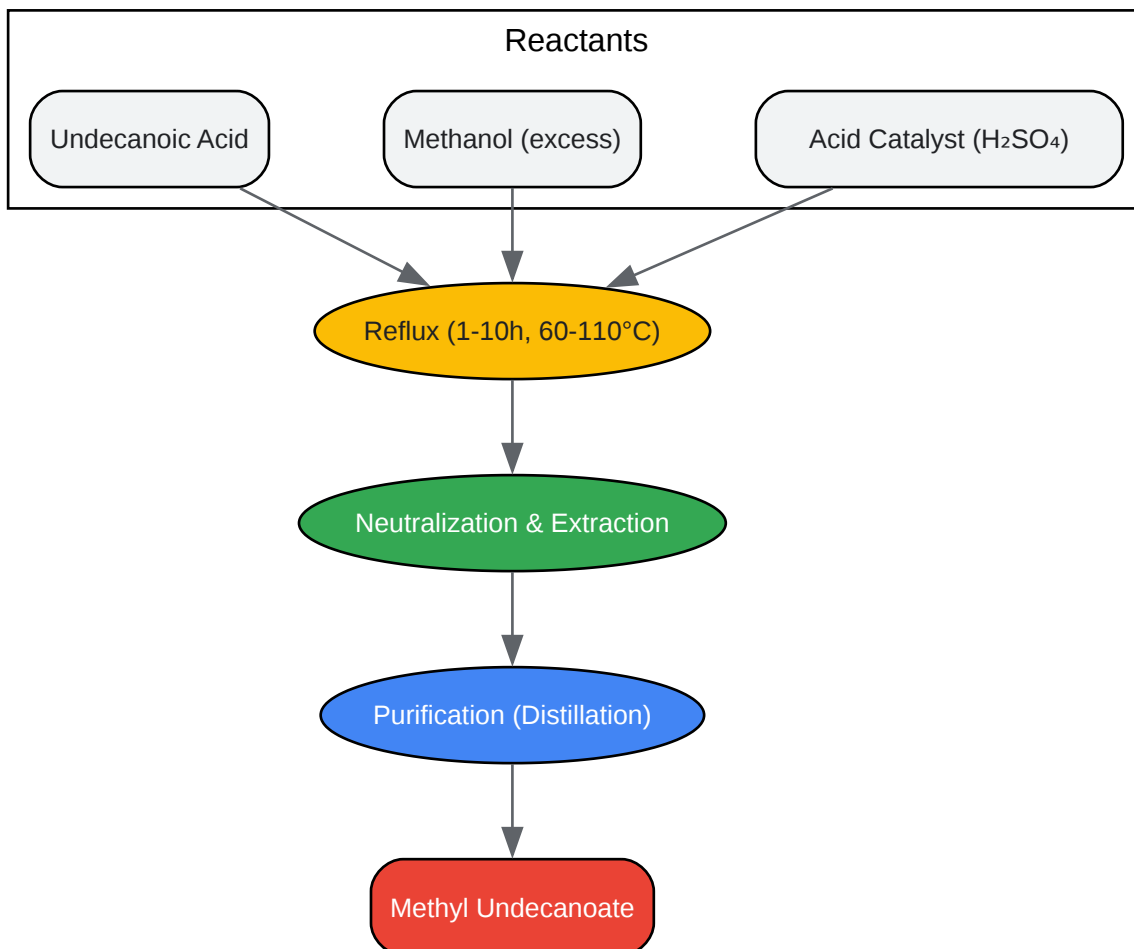 Reactants
Undecanoic Acid
Methanol (excess)
Acid Catalyst (H₂SO₄)
Reflux (1-10h, 60-110°C)
Neutralization & Extraction
Purification (Distillation)
Methyl Undecanoate